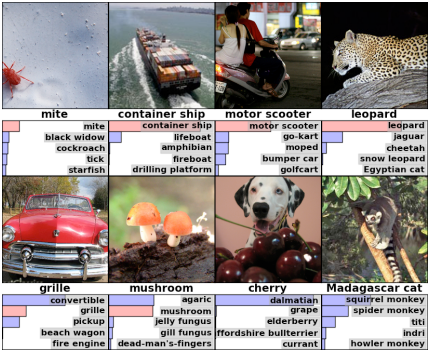 mite
container ship
motor scooter
leopard
mite
black widow
cockroach
tick
starfish
container ship
lifeboat
amphibian
fireboat
drilling platform
motor scooter
go-kart
moped
bumper car
golfcart
leopard
jaguar
cheetah
snow leopard
Egyptian cat
grille
mushroom
cherry
Madagascar cat
convertible
grille
pickup
beach wagon
fire engine
agaric
mushroom
jelly fungus
gill fungus
dead-man's-fingers
dalmatian
grape
elderberry
ffordshire bullterrier
currant
squirrel monkey
spider monkey
titi
indri
howler monkey